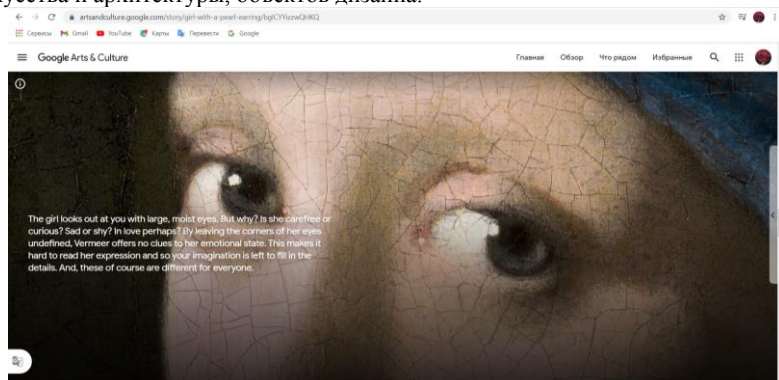 кусства и архитектуры, объектов дизайна.
artsandculture.google.com/story/girl-with-a-pearl-earring/
Сервисы Gmail YouTube Карты Перевести Google
Google Arts & Culture Главная Обзор Что рядом Избранные
The girl looks out at you with large, moist eyes. But why? Is she carefree or
curious? Sad or shy? In love perhaps? By leaving the corners of her eyes
undefined, Vermeer offers no clues to her emotional state. This makes it
hard to read her expression and so your imagination is left to fill in the
details. And, these of course are different for everyone.